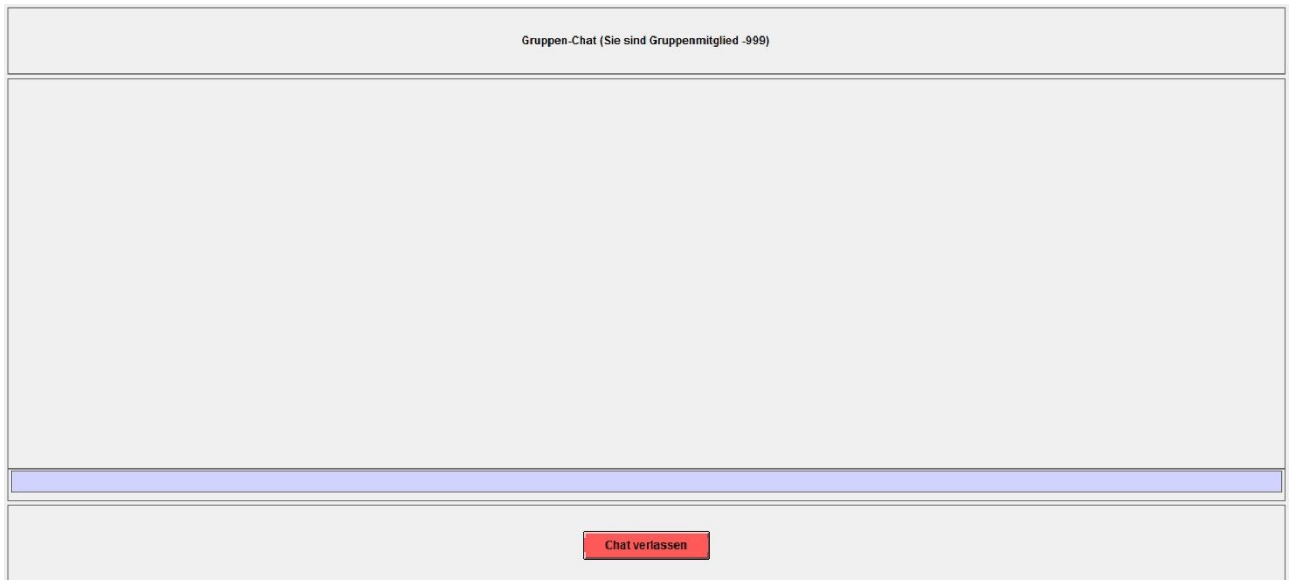 Gruppen-Chat (Sie sind Gruppenmitglied -999)
Chat verlassen